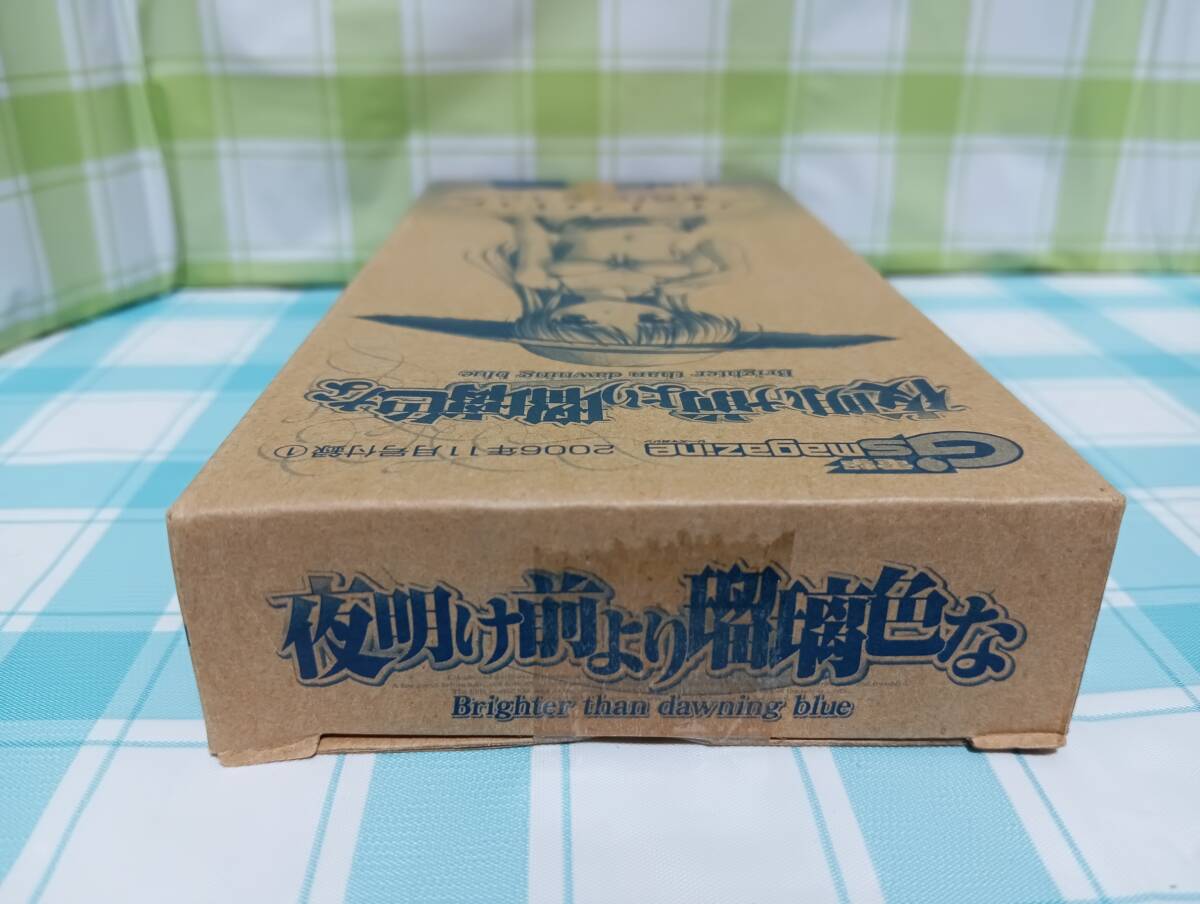 夜明け前より瑠璃色な
Brighter than dawning blue
電撃
G's magazine
2006年11月号付録①
夜明け前より瑠璃色な
Brighter than dawning blue